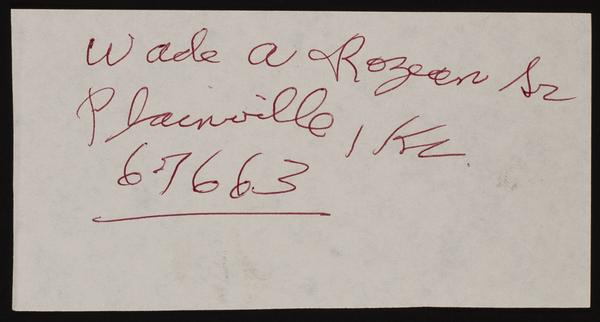 Wade A Rozean Sr
Plainville, Ks.
67663